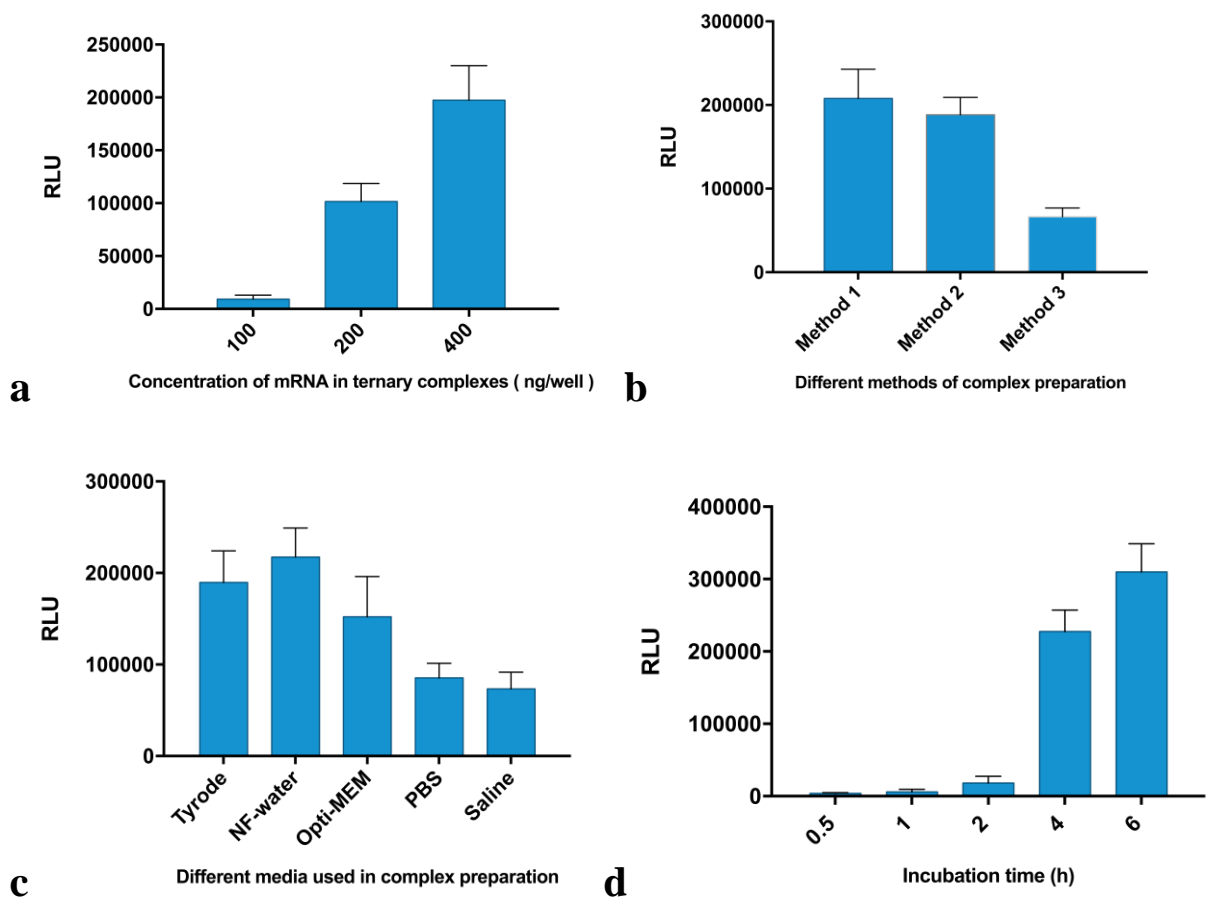 250000
200000
150000
100000
50000
0
RLU
100
200
400
Concentration of mRNA in ternary complexes ( ng/well )
a
300000
200000
100000
0
RLU
Method 1
Method 2
Method 3
Different methods of complex preparation
b
300000
200000
100000
0
RLU
Tyrode
NF-water
Opti-MEM
PBS
Saline
Different media used in complex preparation
c
400000
300000
200000
100000
0
RLU
0.5
1
2
4
6
Incubation time (h)
d